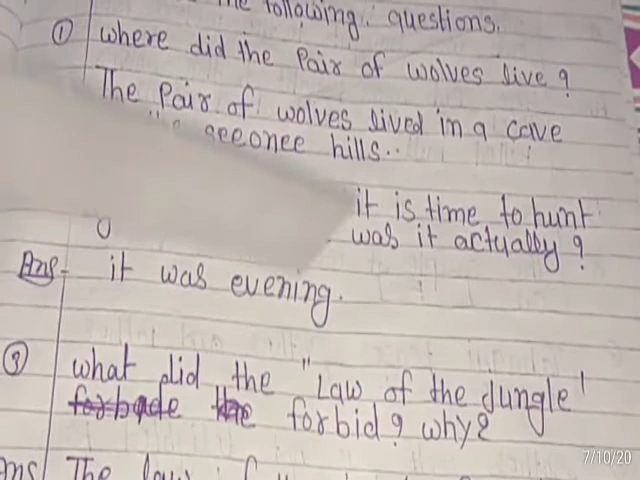 the following. questions.
① where did the Pair of wolves live?
The Pair of wolves lived in a cave
seeonee hills..
it is time to hunt
was it actually?
Ans- it was evening.
③ what did the "Law of the Jungle'
forbade the forbid? why?
Ans The law
7/10/20